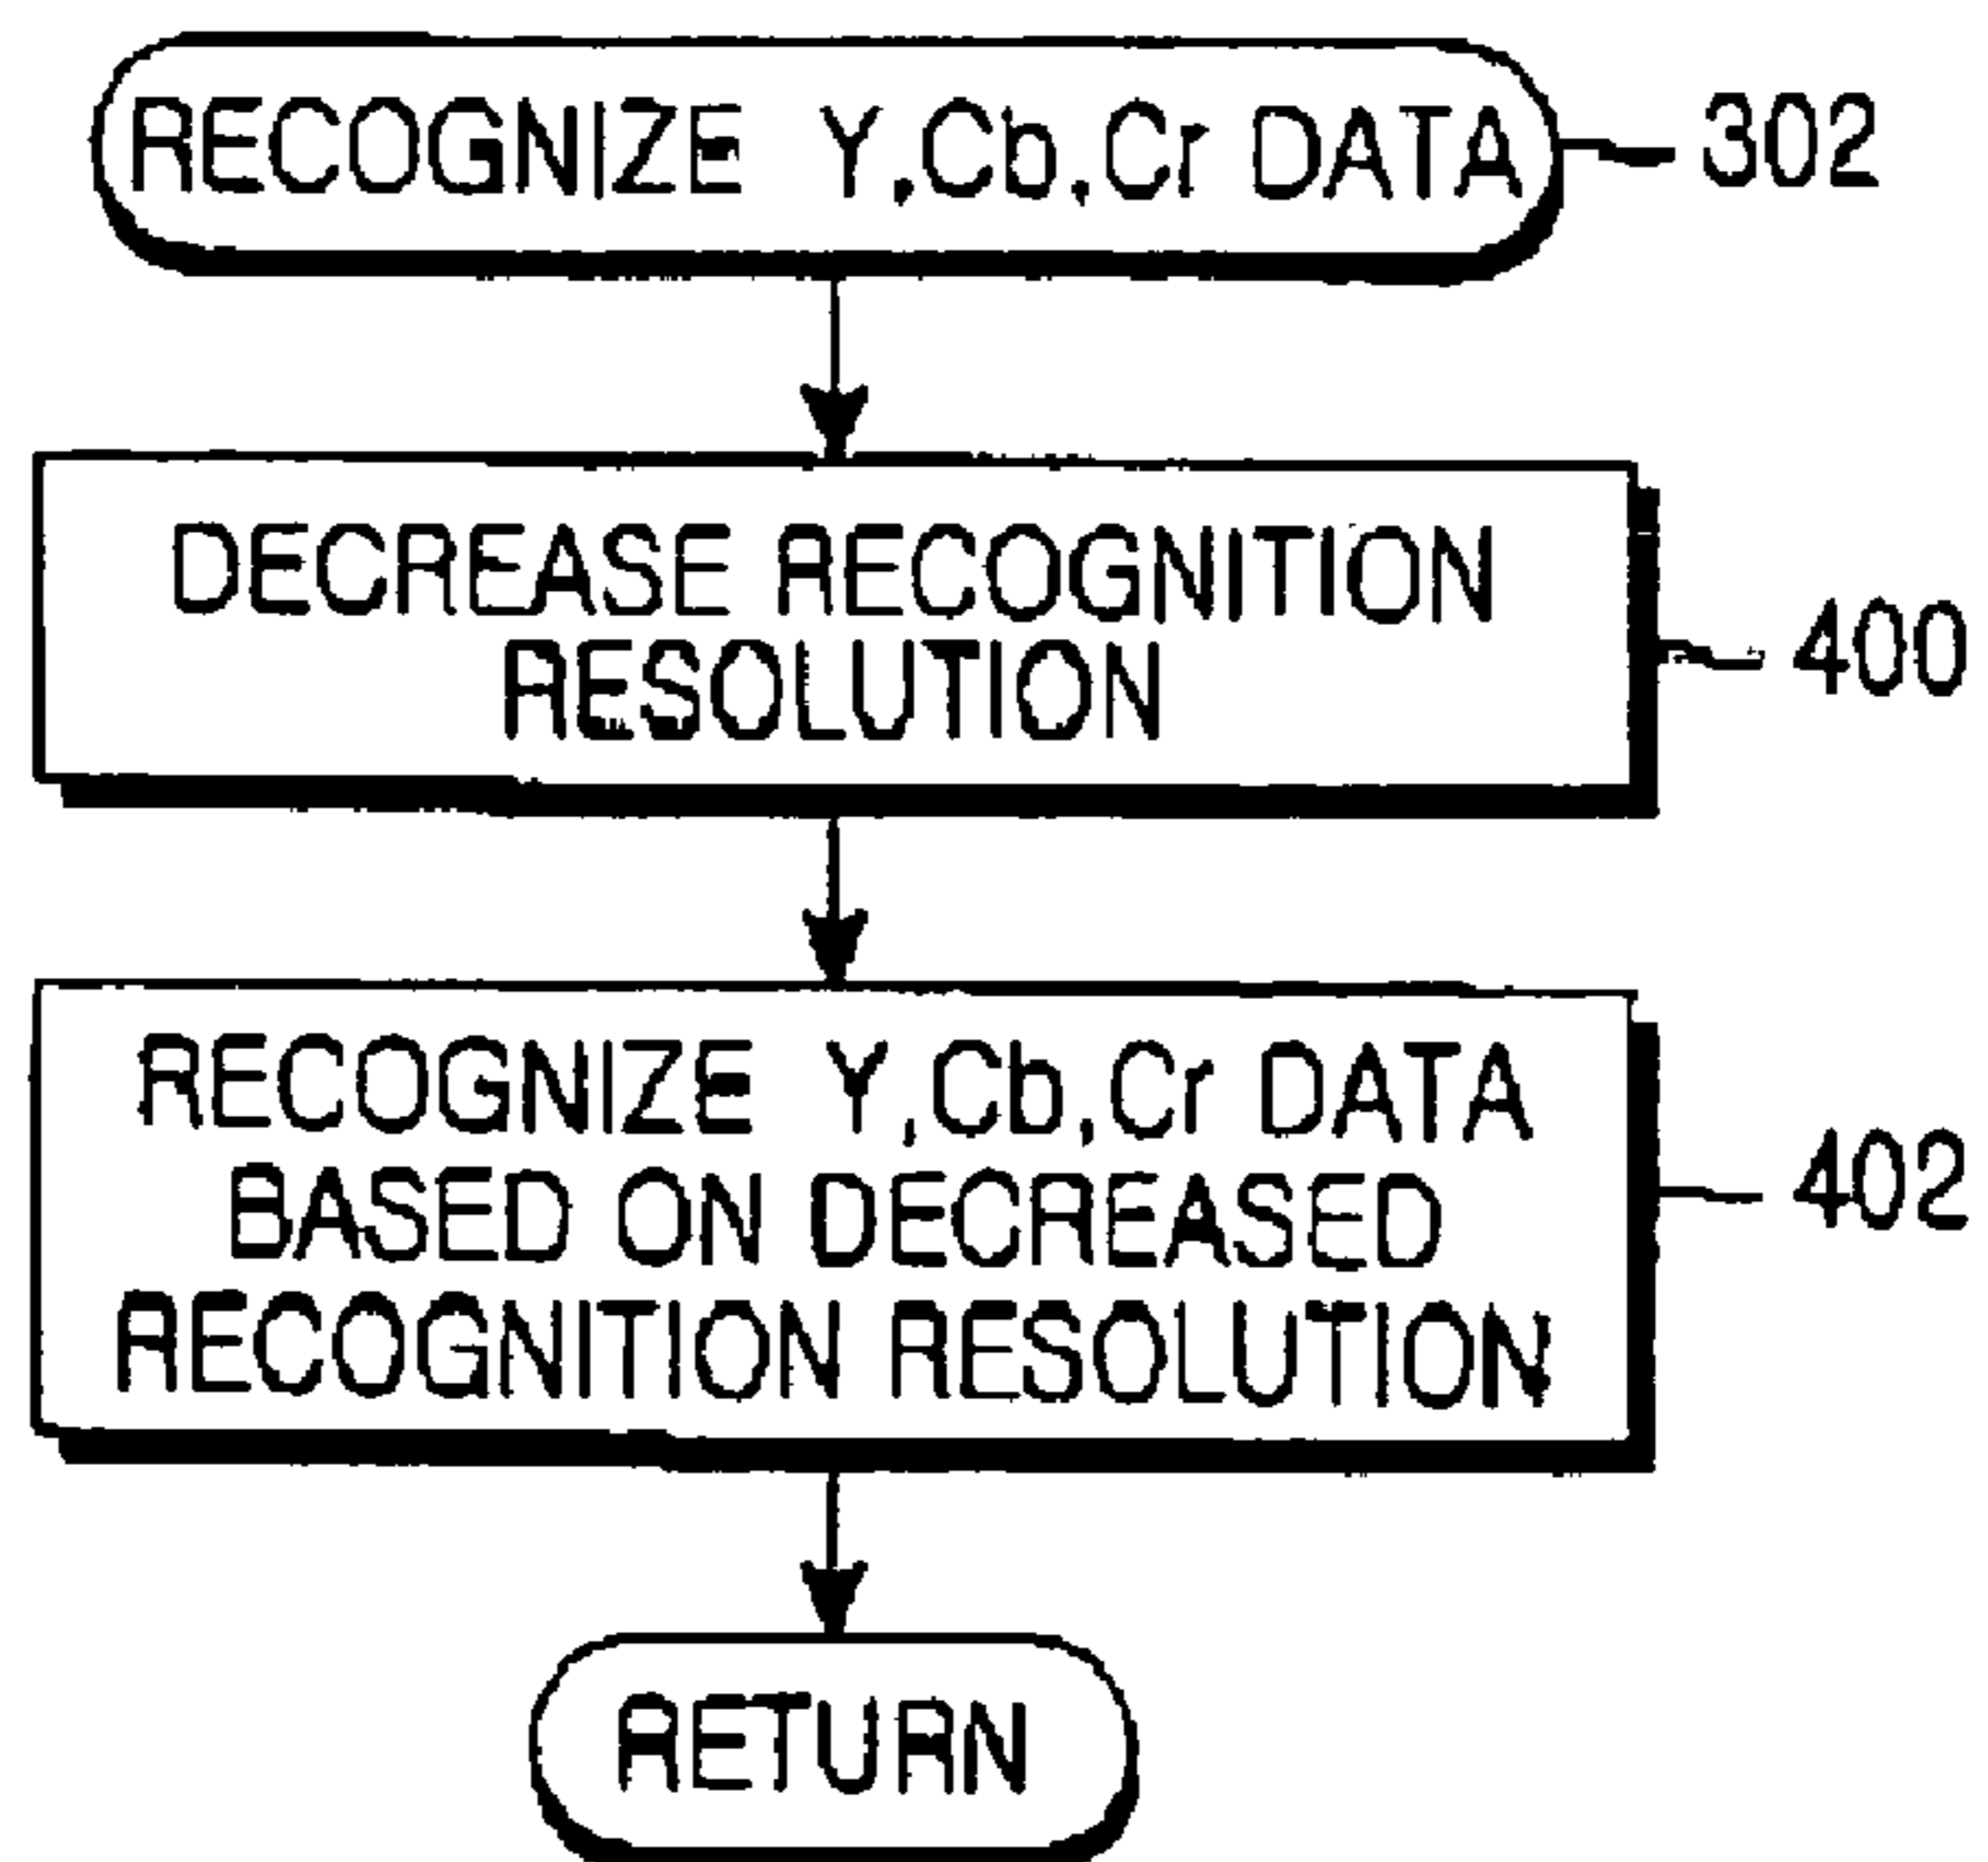 RECOGNIZE Y,Cb,Cr DATA
302
DECREASE RECOGNITION
RESOLUTION
400
RECOGNIZE Y,Cb,Cr DATA
BASED ON DECREASED
RECOGNITION RESOLUTION
402
RETURN